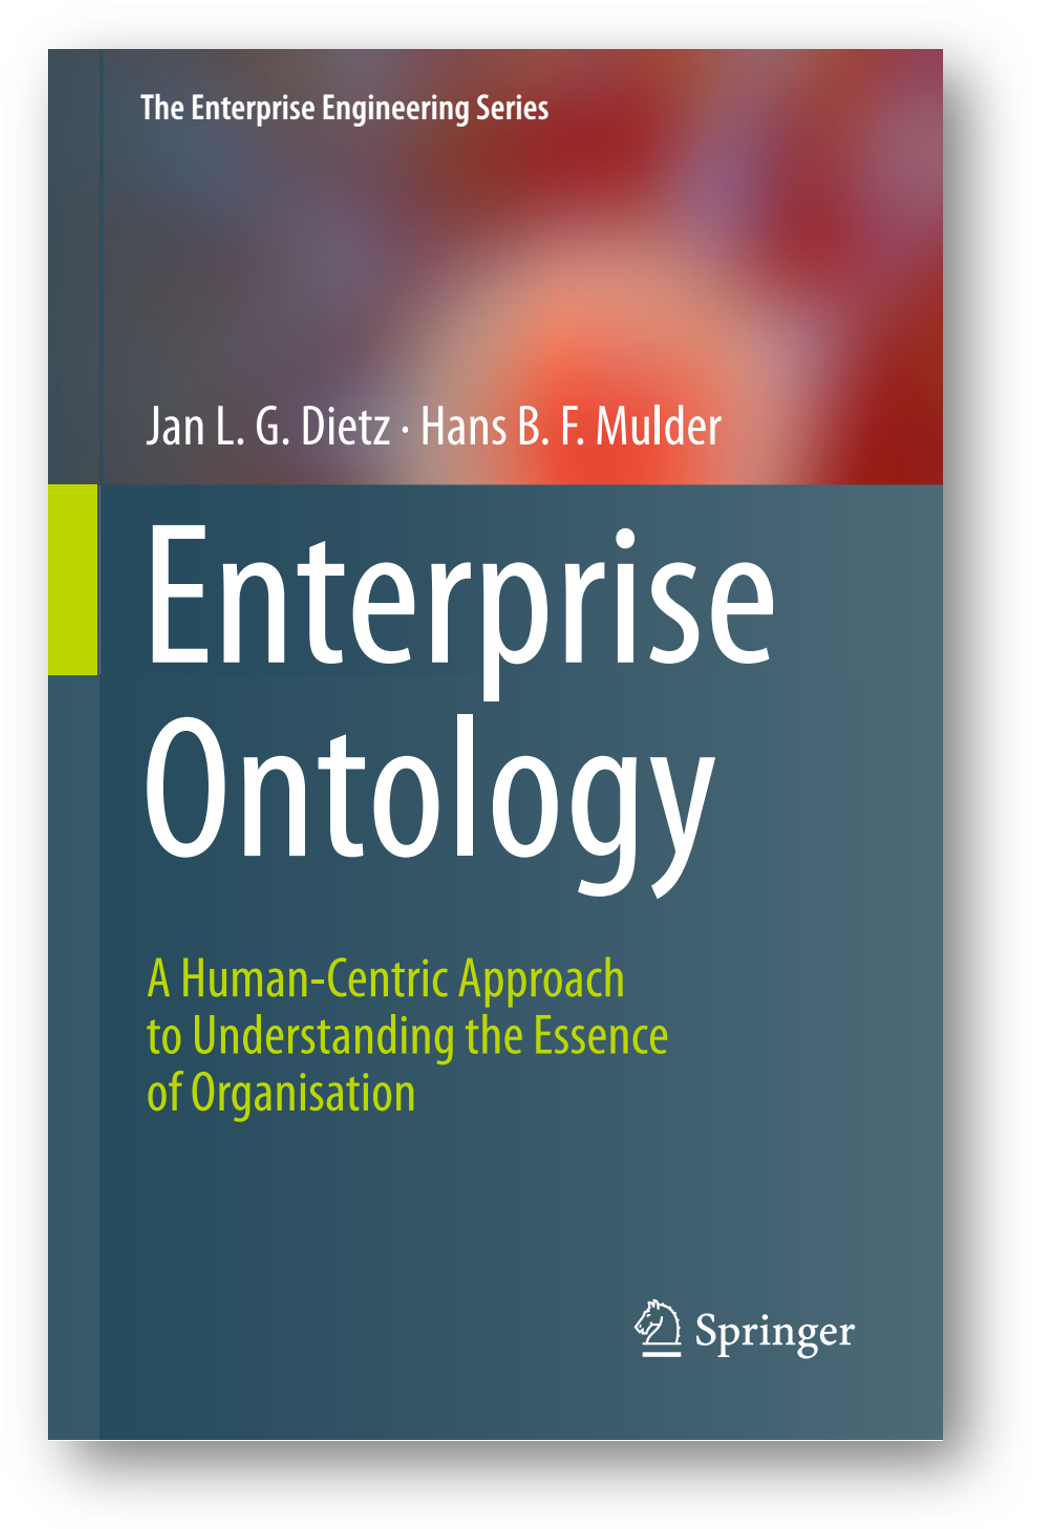 The Enterprise Engineering Series
Jan L. G. Dietz · Hans B. F. Mulder
Enterprise
Ontology
A Human-Centric Approach
to Understanding the Essence
of Organisation
Springer